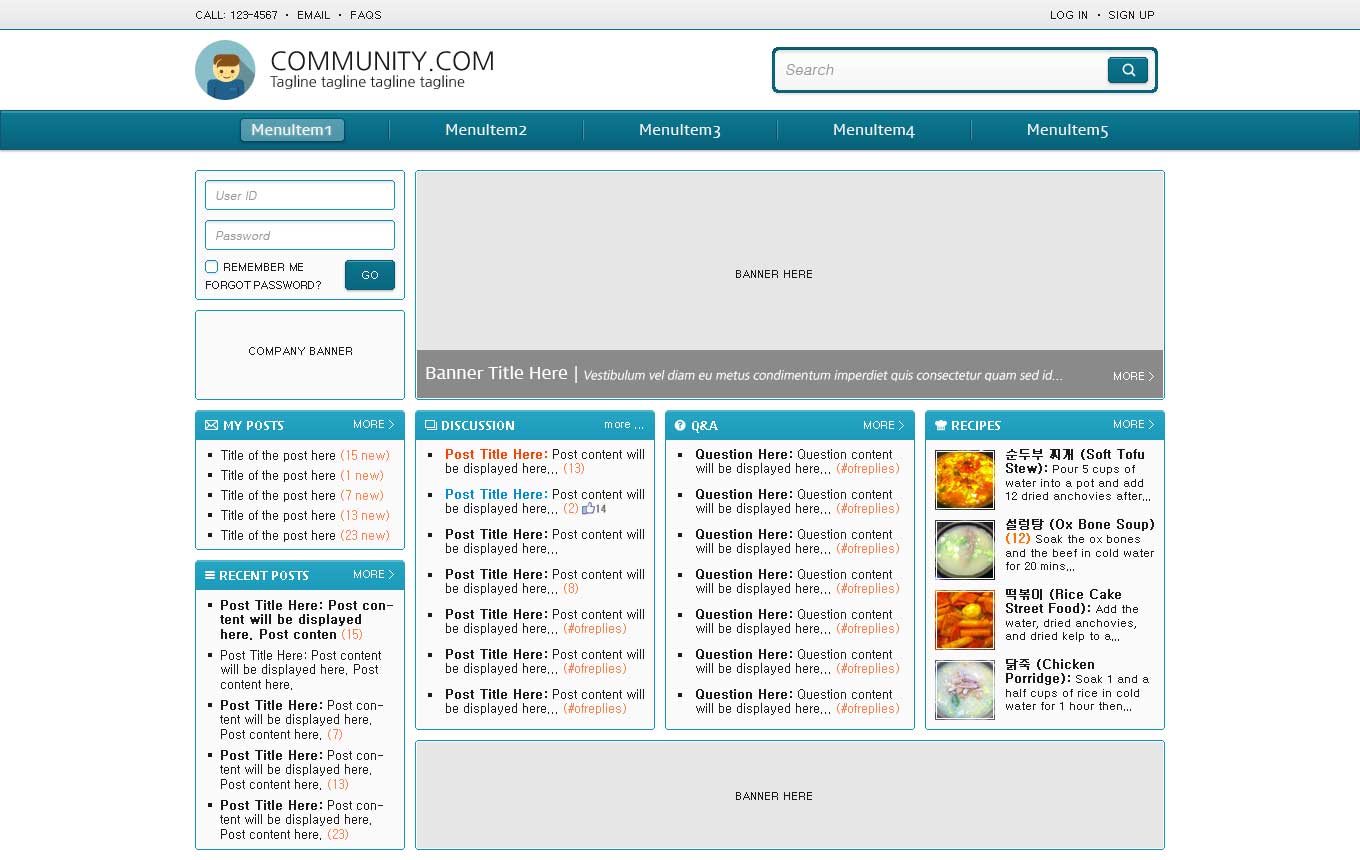 CALL: 123-4567 • EMAIL • FAQS
LOG IN • SIGN UP
COMMUNITY.COM
Tagline tagline tagline tagline
Search
MenuItem1
MenuItem2
MenuItem3
MenuItem4
MenuItem5
User ID
Password
REMEMBER ME
FORGOT PASSWORD?
GO
COMPANY BANNER
BANNER HERE
Banner Title Here | Vestibulum vel diam eu metus condimentum imperdiet quis consectetur quam sed id...
MORE
MY POSTS
MORE
Title of the post here (15 new)
Title of the post here (1 new)
Title of the post here (7 new)
Title of the post here (13 new)
Title of the post here (23 new)
RECENT POSTS
MORE
Post Title Here: Post con-
tent will be displayed
here. Post conten (15)
Post Title Here: Post content
will be displayed here. Post
content here.
Post Title Here: Post con-
tent will be displayed here.
Post content here. (7)
Post Title Here: Post con-
tent will be displayed here.
Post content here. (13)
Post Title Here: Post con-
tent will be displayed here.
Post content here. (23)
DISCUSSION
more ...
Post Title Here: Post content will
be displayed here... (13)
Post Title Here: Post content will
be displayed here... (2) 14
Post Title Here: Post content will
be displayed here...
Post Title Here: Post content will
be displayed here... (8)
Post Title Here: Post content will
be displayed here... (#ofreplies)
Post Title Here: Post content will
be displayed here... (#ofreplies)
Post Title Here: Post content will
be displayed here... (#ofreplies)
Q&A
MORE
Question Here: Question content
will be displayed here... (#ofreplies)
Question Here: Question content
will be displayed here... (#ofreplies)
Question Here: Question content
will be displayed here... (#ofreplies)
Question Here: Question content
will be displayed here... (#ofreplies)
Question Here: Question content
will be displayed here... (#ofreplies)
Question Here: Question content
will be displayed here... (#ofreplies)
Question Here: Question content
will be displayed here... (#ofreplies)
RECIPES
MORE
순두부 찌개 (Soft Tofu
Stew): Pour 5 cups of
water into a pot and add
12 dried anchovies after...
설렁탕 (Ox Bone Soup)
(12) Soak the ox bones
and the beef in cold water
for 20 mins...
떡볶이 (Rice Cake
Street Food): Add the
water, dried anchovies,
and dried kelp to a...
닭죽 (Chicken
Porridge): Soak 1 and a
half cups of rice in cold
water for 1 hour then...
BANNER HERE